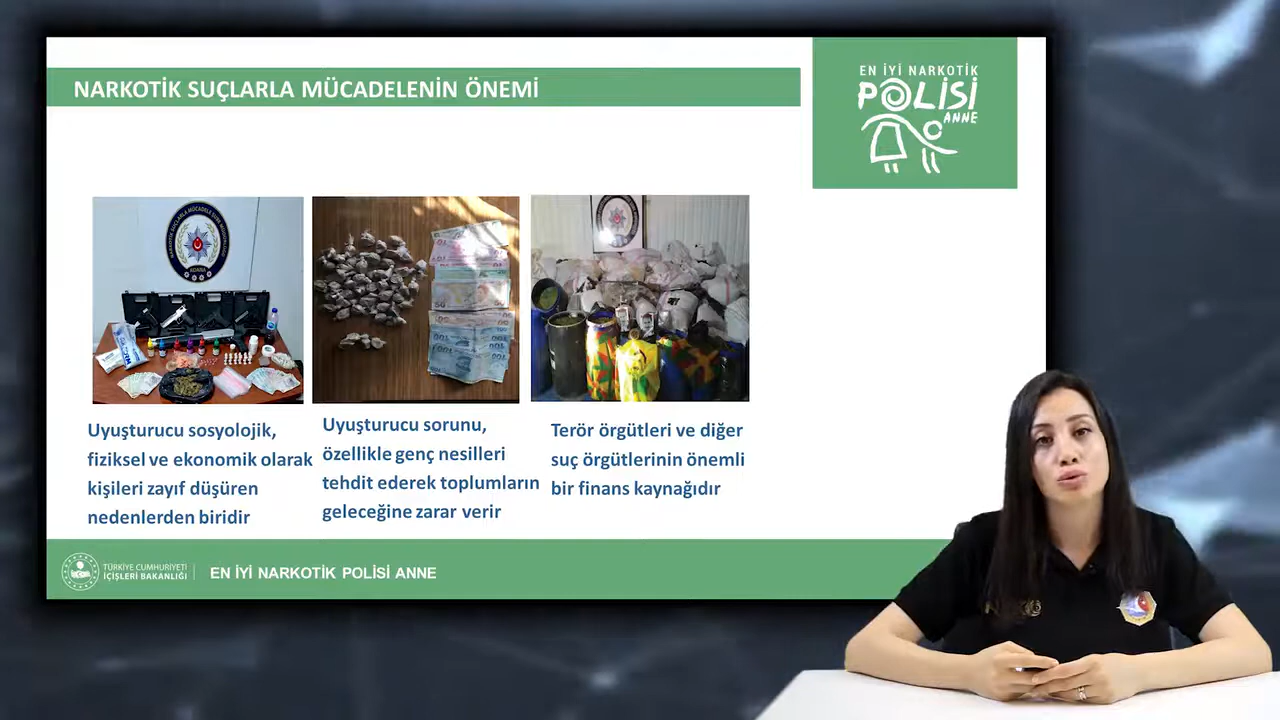 NARKOTİK SUÇLARLA MÜCADELENİN ÖNEMİ
EN İYİ NARKOTİK
POLİSİ
ANNE
Uyuşturucu sosyolojik,
fiziksel ve ekonomik olarak
kişileri zayıf düşüren
nedenlerden biridir
Uyuşturucu sorunu,
özellikle genç nesilleri
tehdit ederek toplumların
geleceğine zarar verir
Terör örgütleri ve diğer
suç örgütlerinin önemli
bir finans kaynağıdır
TÜRKİYE CUMHURİYETİ
İÇİŞLERİ BAKANLIĞI
EN İYİ NARKOTİK POLİSİ ANNE